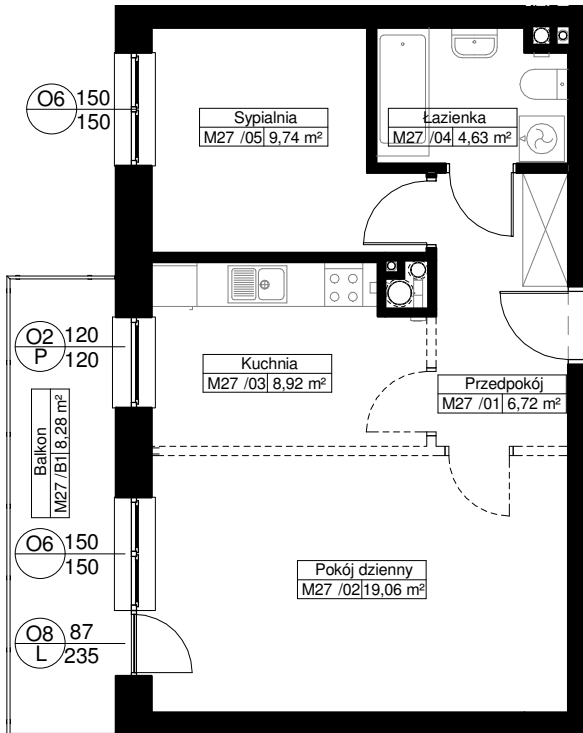 O6 150
150
Sypialnia
M27 /05 9,74 m²
Łazienka
M27 /04 4,63 m²
O2 120
P 120
Kuchnia
M27 /03 8,92 m²
Przedpokój
M27 /01 6,72 m²
Balkon
M27 /B1 8,28 m²
O6 150
150
Pokój dzienny
M27 /02 19,06 m²
O8 87
L 235